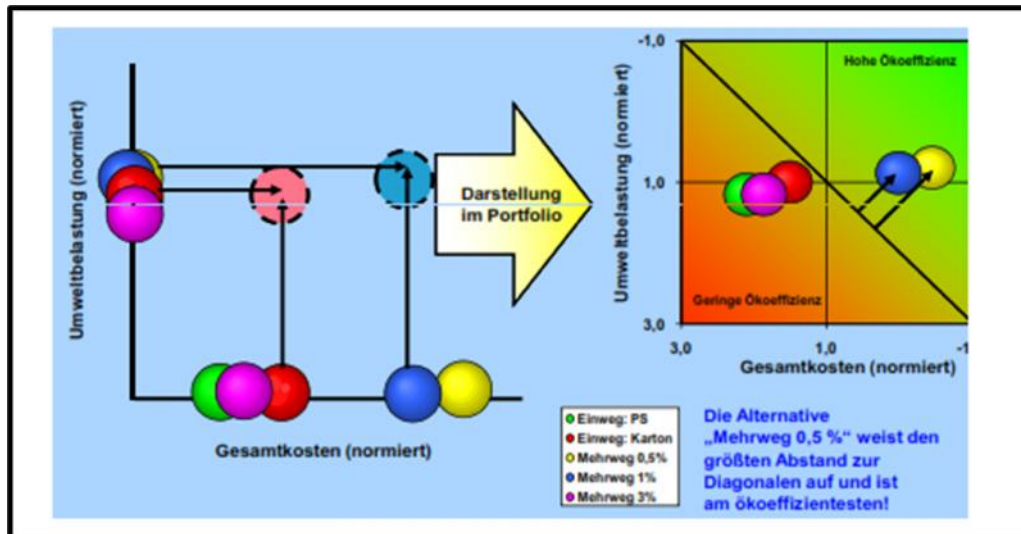 Umweltbelastung (normiert)
Gesamtkosten (normiert)
Darstellung
im Portfolio
Umweltbelastung (normiert)
-1,0
1,0
3,0
Hohe Ökoeffizienz
Geringe Ökoeffizienz
3,0
1,0
-1
Gesamtkosten (normiert)
Einweg: PS
Einweg: Karton
Mehrweg 0,5%
Mehrweg 1%
Mehrweg 3%
Die Alternative
„Mehrweg 0,5 %“ weist den
größten Abstand zur
Diagonalen auf und ist
am ökoeffizientesten!